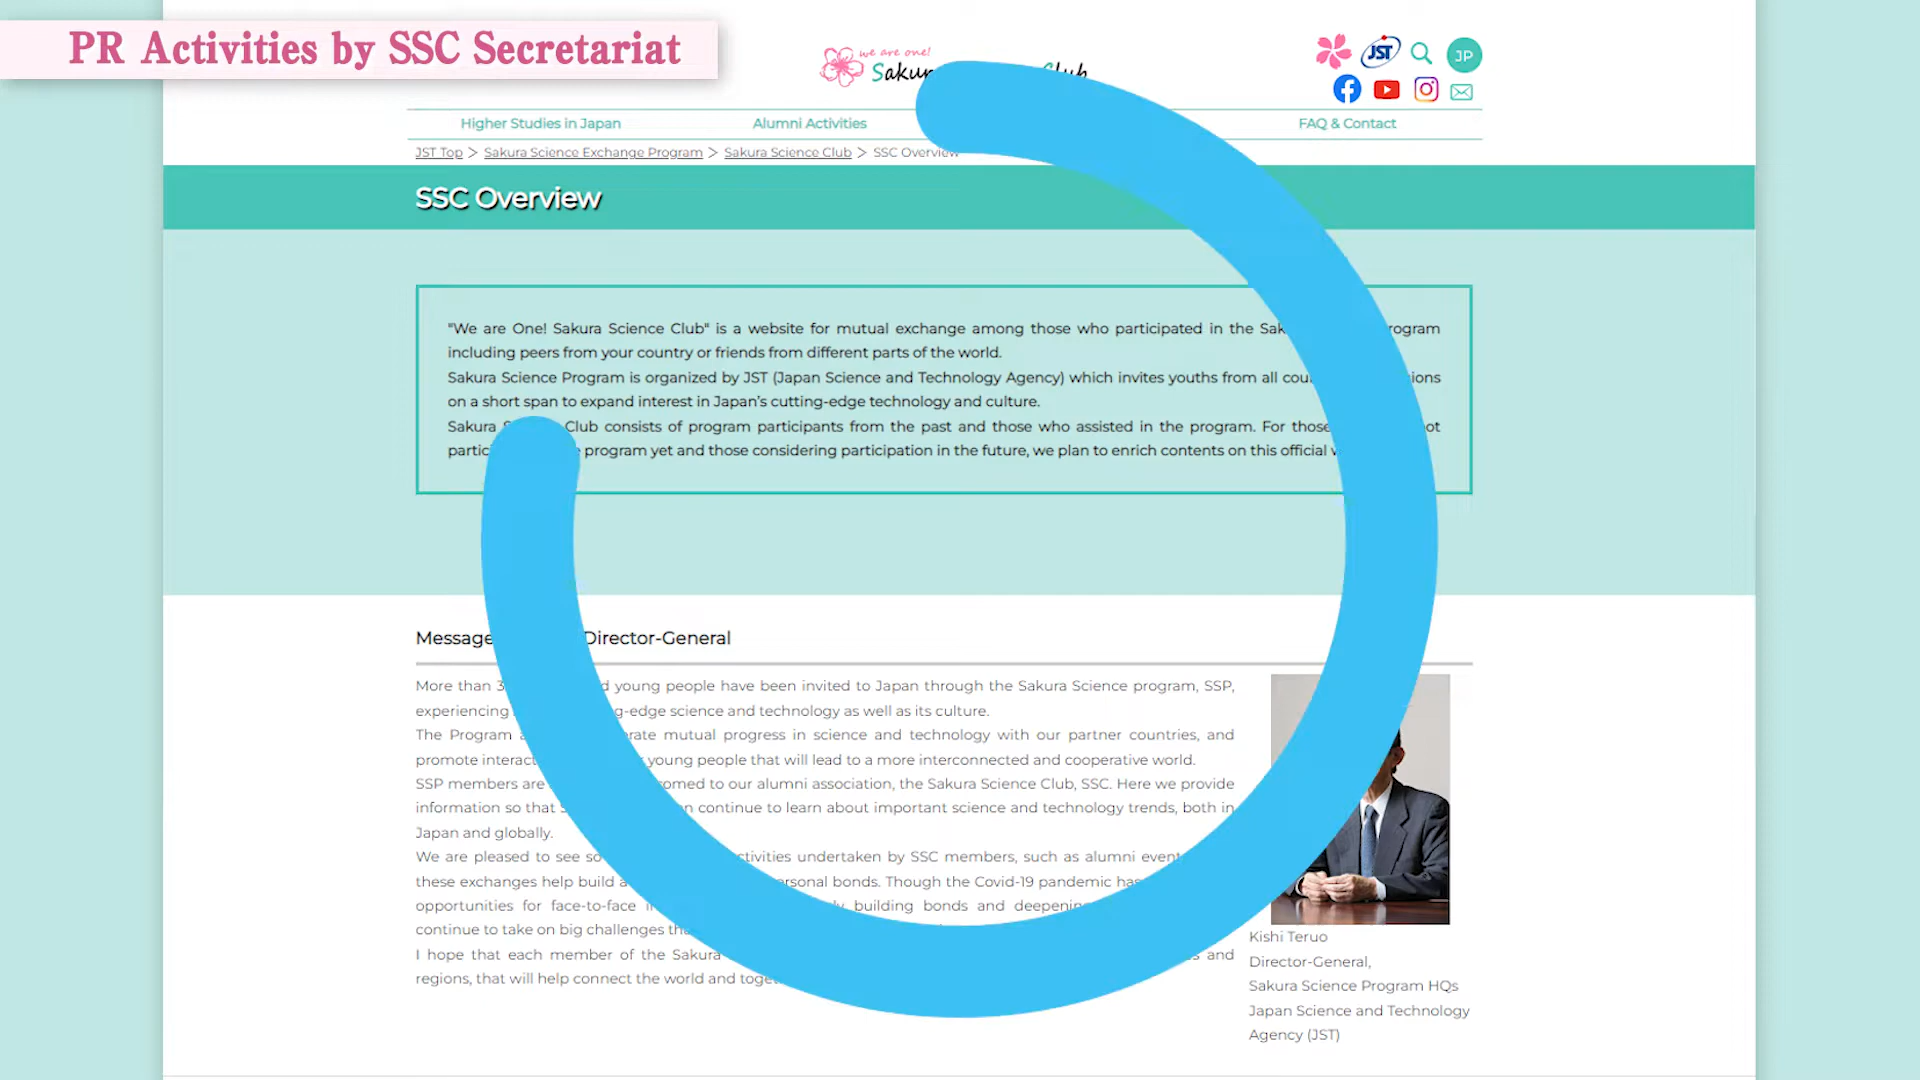 PR Activities by SSC Secretariat
we are one!
JST
JP
Higher Studies in Japan
Alumni Activities
FAQ & Contact
JST Top > Sakura Science Exchange Program > Sakura Science Club > SSC Overview
SSC Overview
"We are One! Sakura Science Club" is a website for mutual exchange among those who participated in the
including peers from your country or friends from different parts of the world.
Sakura Science Program is organized by JST (Japan Science and Technology Agency) which invites youths from all
on a short span to expand interest in Japan's cutting-edge technology and culture.
Sakura Club consists of program participants from the past and those who assisted in the program. For those
program yet and those considering participation in the future, we plan to enrich contents on this official
Message Director-General
More than young people have been invited to Japan through the Sakura Science program, SSP,
experiencing science and technology as well as its culture.
The Program mutual progress in science and technology with our partner countries, and
promote young people that will lead to a more interconnected and cooperative world.
SSP members are to our alumni association, the Sakura Science Club, SSC. Here we provide
information so that continue to learn about important science and technology trends, both in
Japan and globally.
We are pleased to see undertaken by SSC members, such as alumni
these exchanges help build bonds. Though the Covid-19 pandemic
opportunities for face-to-face building bonds and
continue to take on big challenges
I hope that each member of the Sakura and
regions, that will help connect the world and
Kishi Teruo
Director-General,
Sakura Science Program HQs
Japan Science and Technology
Agency (JST)